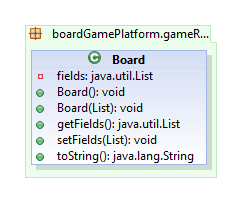 boardGamePlatform.gameR...
C Board
fields: java.util.List
Board(): void
Board(List): void
getFields(): java.util.List
setFields(List): void
toString(): java.lang.String